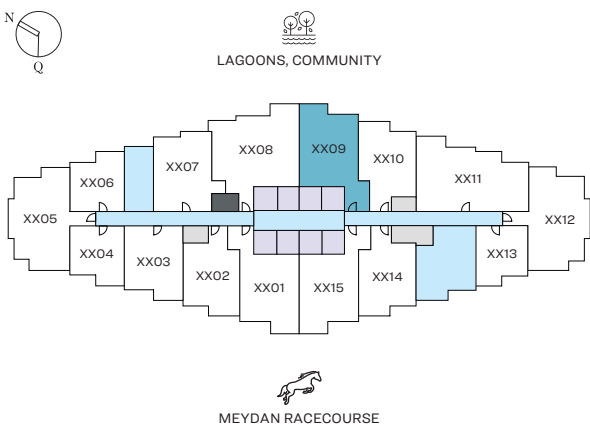 N
Q
LAGOONS, COMMUNITY
XX08
XX09
XX10
XX07
XX06
XX11
XX05
XX12
XX04
XX03
XX02
XX01
XX15
XX14
XX13
MEYDAN RACECOURSE